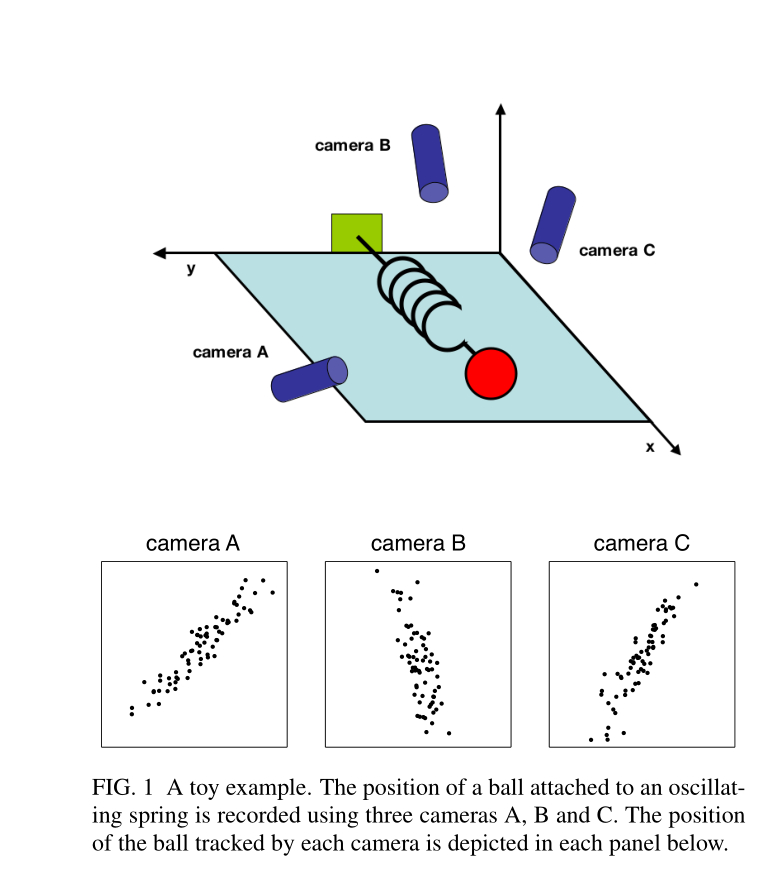 camera B
camera C
y
camera A
x
camera A
camera B
camera C
FIG. 1 A toy example. The position of a ball attached to an oscillat-
ing spring is recorded using three cameras A, B and C. The position
of the ball tracked by each camera is depicted in each panel below.